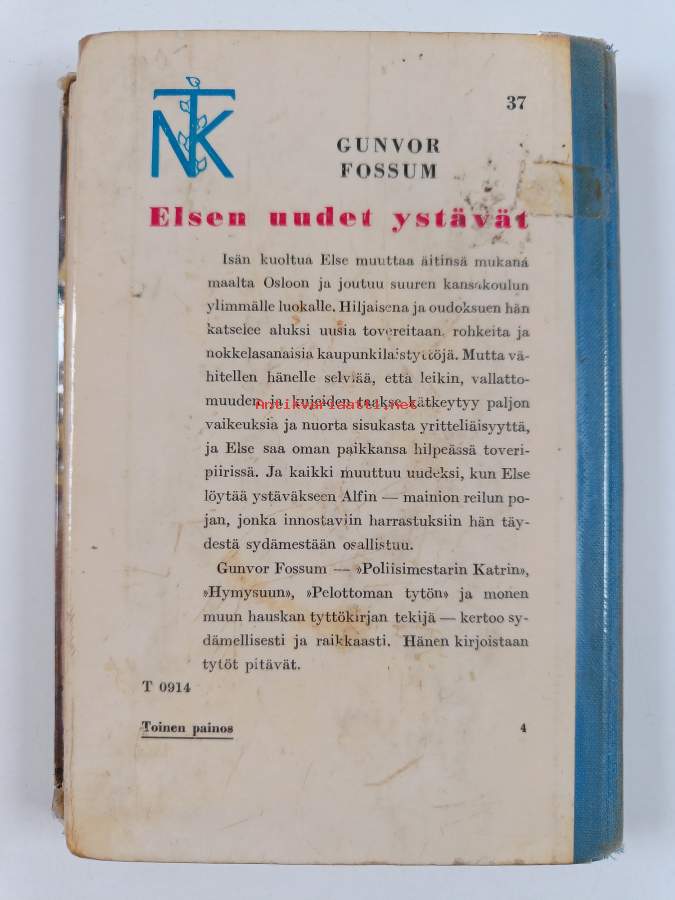 NTK
37
GUNVOR
FOSSUM
Elsen uudet ystävät
Isän kuoltua Else muuttaa äitinsä mukana
maalta Osloon ja joutuu suuren kansakoulun
ylimmälle luokalle. Hiljaisena ja oudoksuen hän
katselee aluksi uusia tovereitaan, rohkeita ja
nokkelasanaisia kaupunkilaistyttöjä. Mutta vä-
hitellen hänelle selviää, että leikin, vallatto-
muuden ja kujeiden taakse kätkeytyy paljon
Antikvariaatti.net
vaikeuksia ja nuorta sisukasta yritteliäisyyttä,
ja Else saa oman paikkansa hilpeässä toveri-
piirissä. Ja kaikki muuttuu uudeksi, kun Else
löytää ystäväkseen Alfin — mainion reilun po-
jan, jonka innostaviin harrastuksiin hän täy-
destä sydämestään osallistuu.
Gunvor Fossum — »Poliisimestarin Katrin»,
»Hymysuun», »Pelottoman tytön» ja monen
muun hauskan tyttökirjan tekijä — kertoo sy-
dämellisesti ja raikkaasti. Hänen kirjoistaan
tytöt pitävät.
T 0914
Toinen painos
4